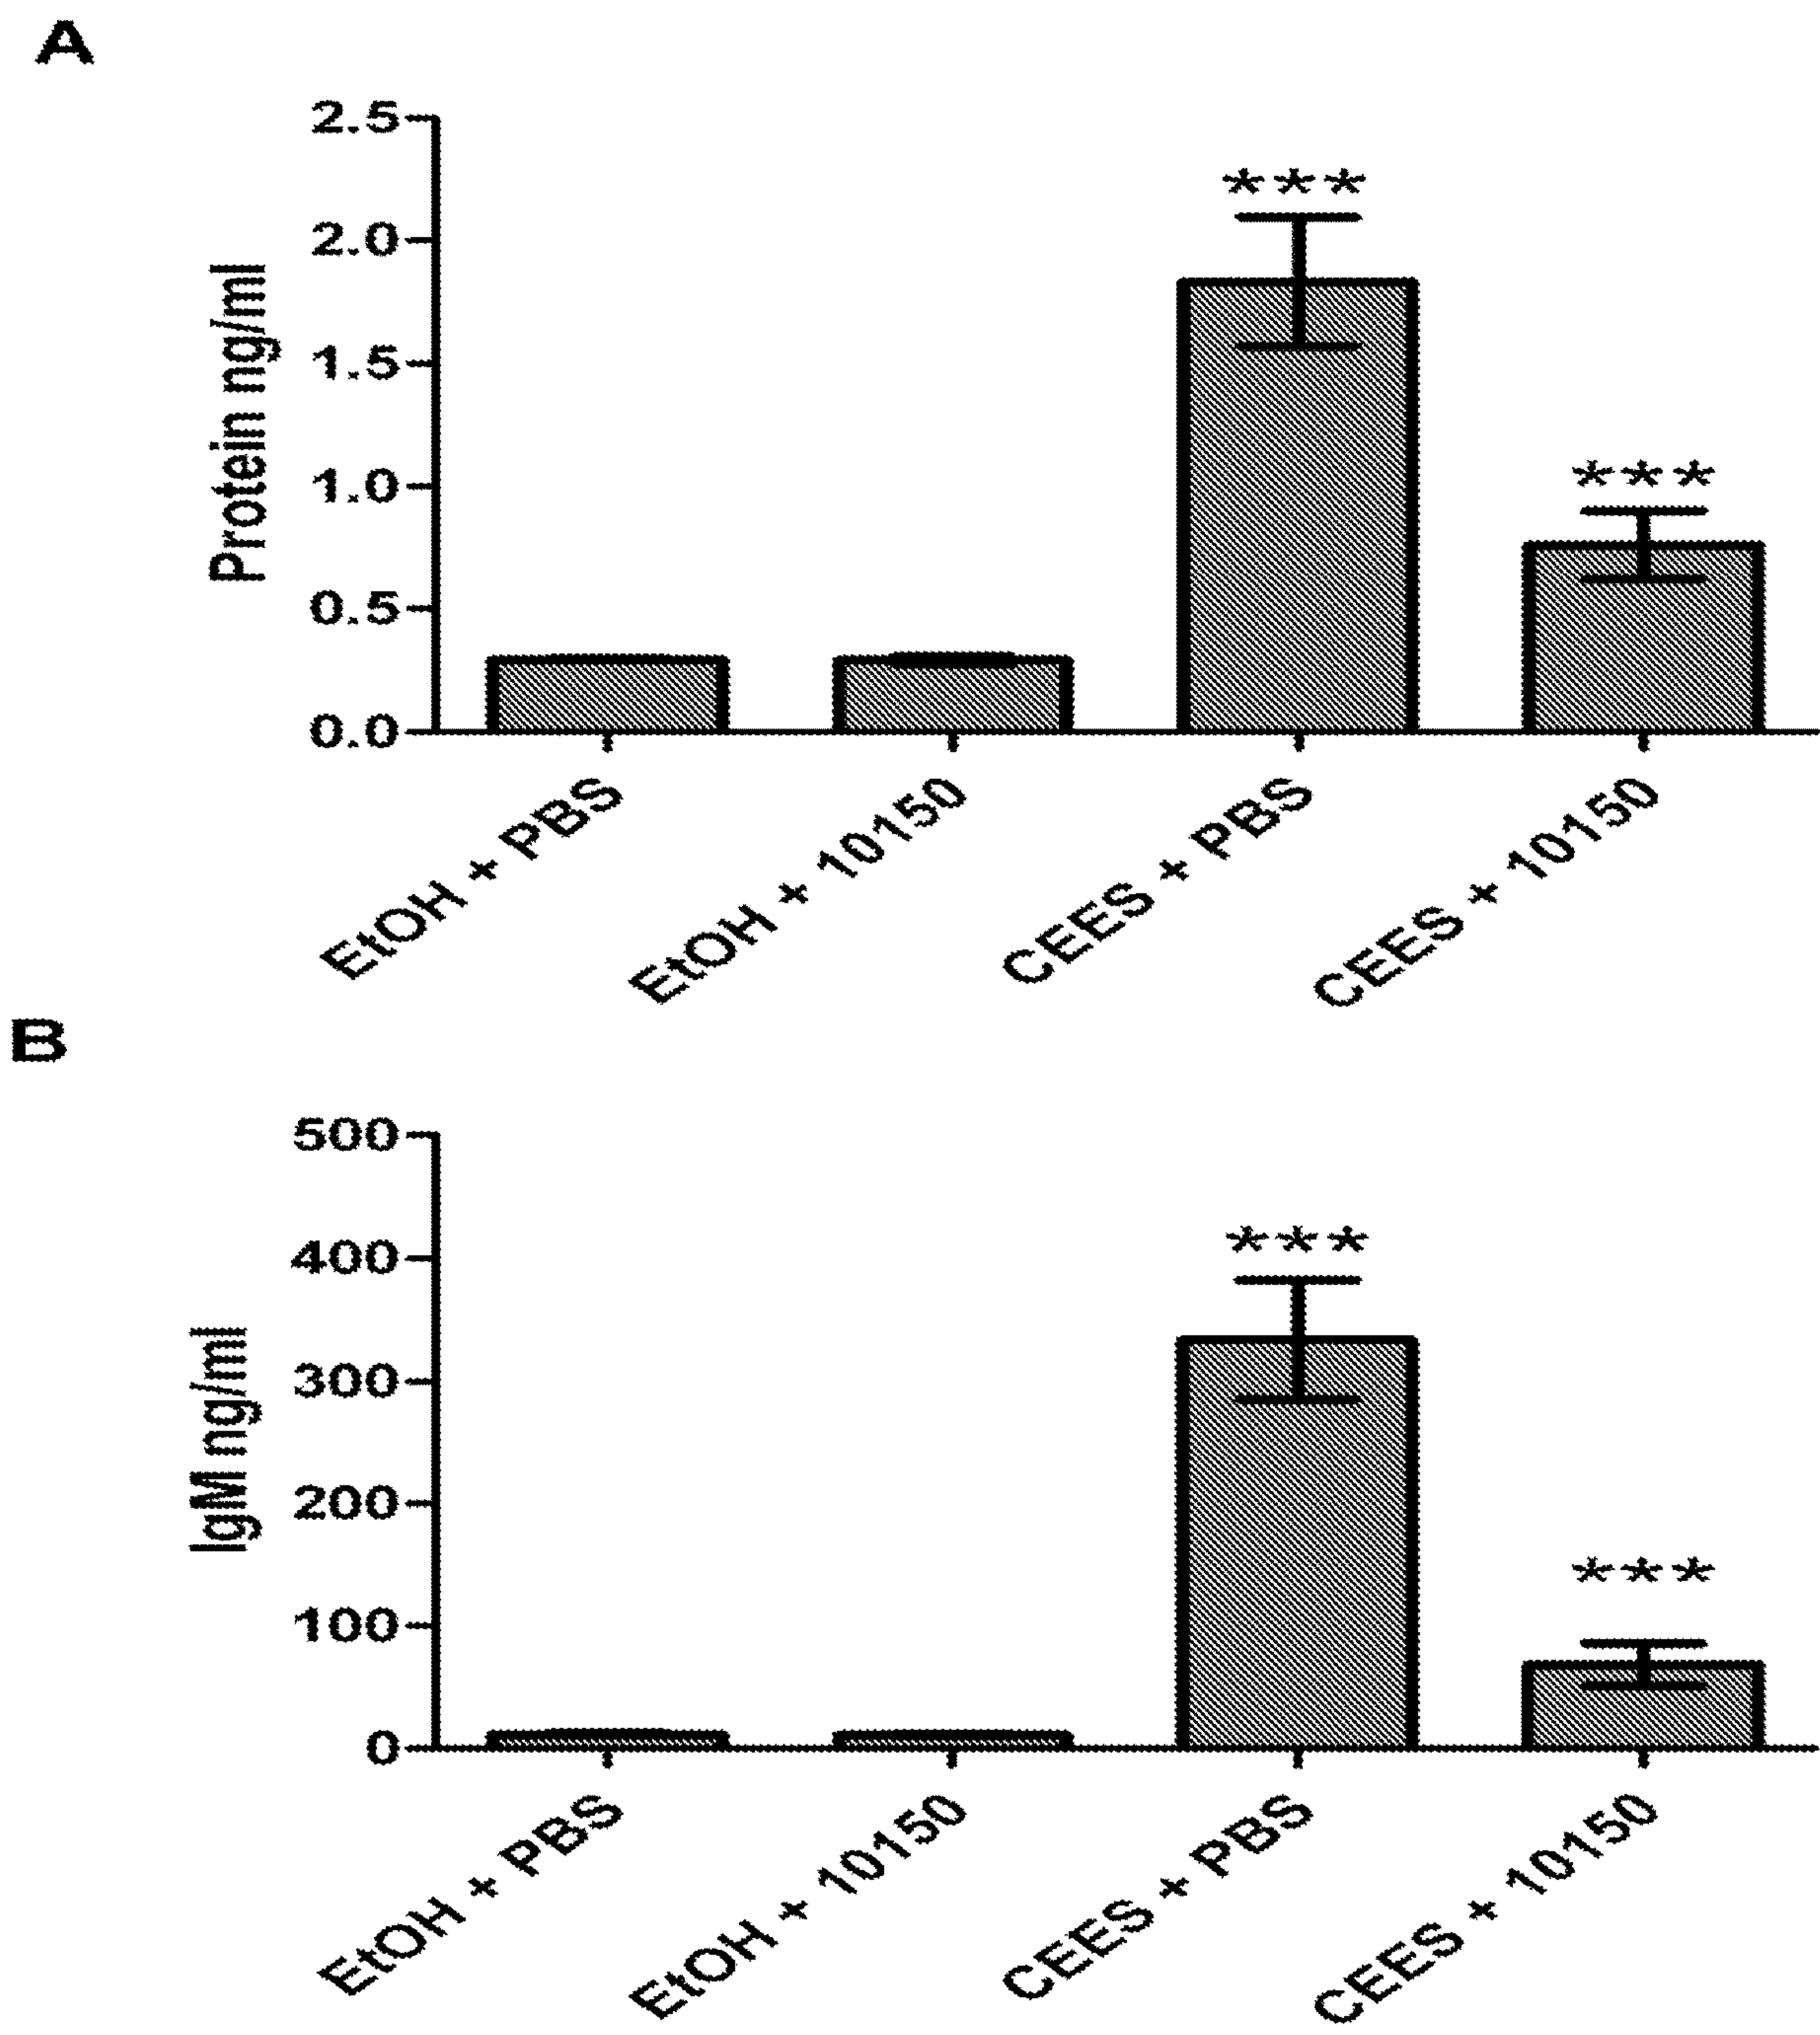 A
2.5
2.0
1.5
1.0
0.5
0.0
Protein ng/ml
***
***
EtOH + PBS
EtOH + 10150
CEES + PBS
CEES + 10150
B
500
400
300
200
100
0
IgM ng/ml
***
***
EtOH + PBS
EtOH + 10150
CEES + PBS
CEES + 10150